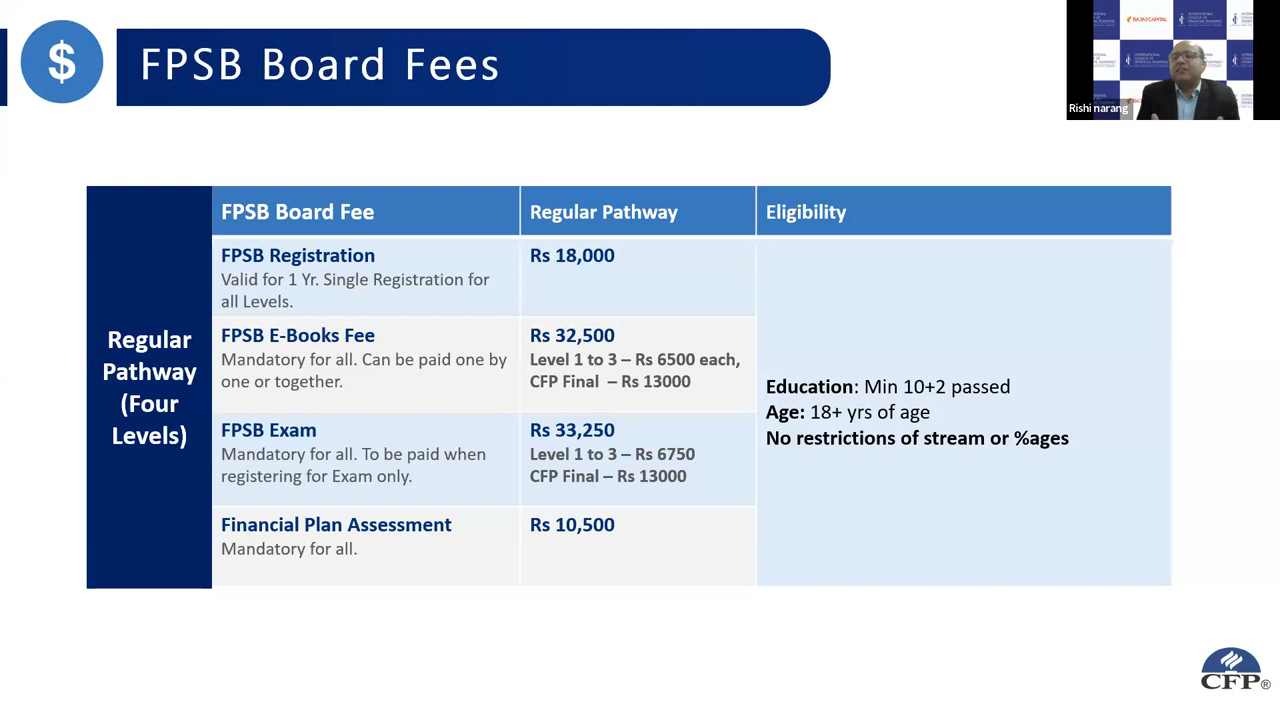 $
FPSB Board Fees
BAJAJ CAPITAL
Rishi narang
Regular
Pathway
(Four
Levels)
FPSB Board Fee
Regular Pathway
Eligibility
FPSB Registration
Valid for 1 Yr. Single Registration for
all Levels.
Rs 18,000
FPSB E-Books Fee
Mandatory for all. Can be paid one by
one or together.
Rs 32,500
Level 1 to 3 – Rs 6500 each,
CFP Final – Rs 13000
FPSB Exam
Mandatory for all. To be paid when
registering for Exam only.
Rs 33,250
Level 1 to 3 – Rs 6750
CFP Final – Rs 13000
Financial Plan Assessment
Mandatory for all.
Rs 10,500
Education: Min 10+2 passed
Age: 18+ yrs of age
No restrictions of stream or %ages
CFP®